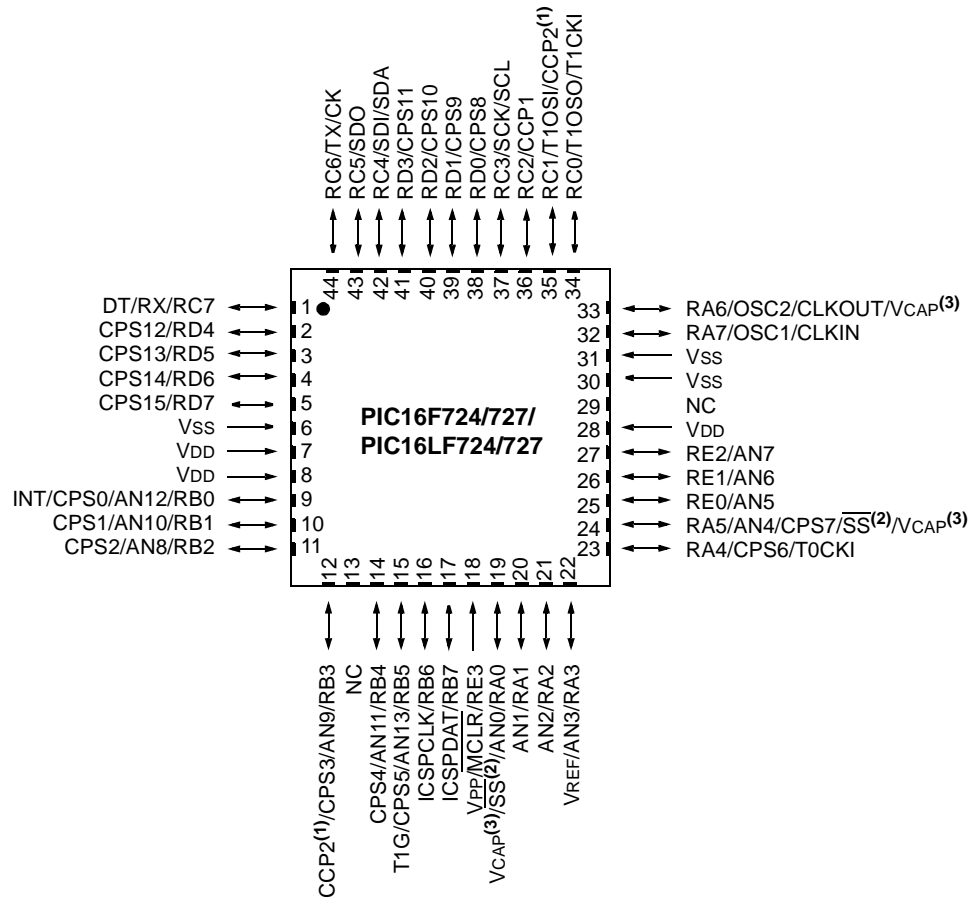 RC6/TX/CK
RC5/SDO
RC4/SDI/SDA
RD3/CPS11
RD2/CPS10
RD1/CPS9
RD0/CPS8
RC3/SCK/SCL
RC2/CCP1
RC1/T1OSI/CCP2(1)
RC0/T1OSO/T1CKI
44
43
42
41
40
39
38
37
36
35
34
DT/RX/RC7
1
CPS12/RD4
2
CPS13/RD5
3
CPS14/RD6
4
CPS15/RD7
5
VSS
6
VDD
7
VDD
8
INT/CPS0/AN12/RB0
9
CPS1/AN10/RB1
10
CPS2/AN8/RB2
11
PIC16F724/727/
PIC16LF724/727
33
RA6/OSC2/CLKOUT/VCAP(3)
32
RA7/OSC1/CLKIN
31
VSS
30
VSS
29
NC
28
VDD
27
RE2/AN7
26
RE1/AN6
25
RE0/AN5
24
RA5/AN4/CPS7/SS(2)/VCAP(3)
23
RA4/CPS6/T0CKI
12
13
14
15
16
17
18
19
20
21
22
CCP2(1)/CPS3/AN9/RB3
NC
CPS4/AN11/RB4
T1G/CPS5/AN13/RB5
ICSPCLK/RB6
ICSPDAT/RB7
VPP/MCLR/RE3
VCAP(3)/SS(2)/AN0/RA0
AN1/RA1
AN2/RA2
VREF/AN3/RA3